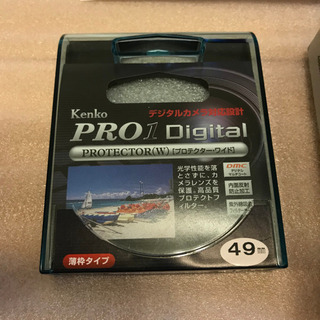 Kenko
デジタルカメラ対応設計
PRO1 Digital
PROTECTOR(W) [プロテクター・ワイド]
光学性能を落
とさずに、カ
メラレンズを
保護。高品質
プロテクトフ
ィルター。
DMC
内面反射
防止加工
薄枠タイプ
49mm